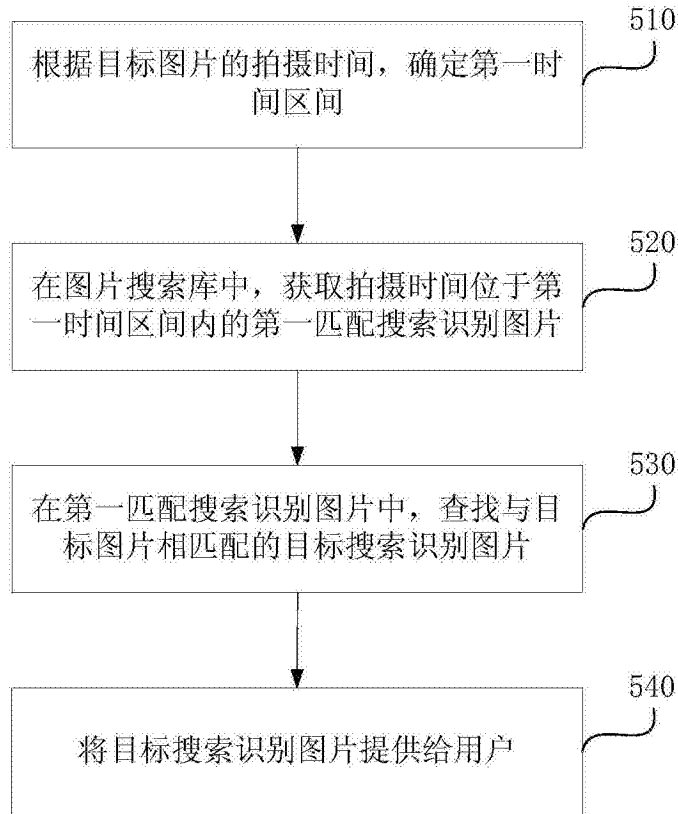 510
根据目标图片的拍摄时间，确定第一时
间区间
520
在图片搜索库中，获取拍摄时间位于第
一时间区间内的第一匹配搜索识别图片
530
在第一匹配搜索识别图片中，查找与目
标图片相匹配的目标搜索识别图片
540
将目标搜索识别图片提供给用户